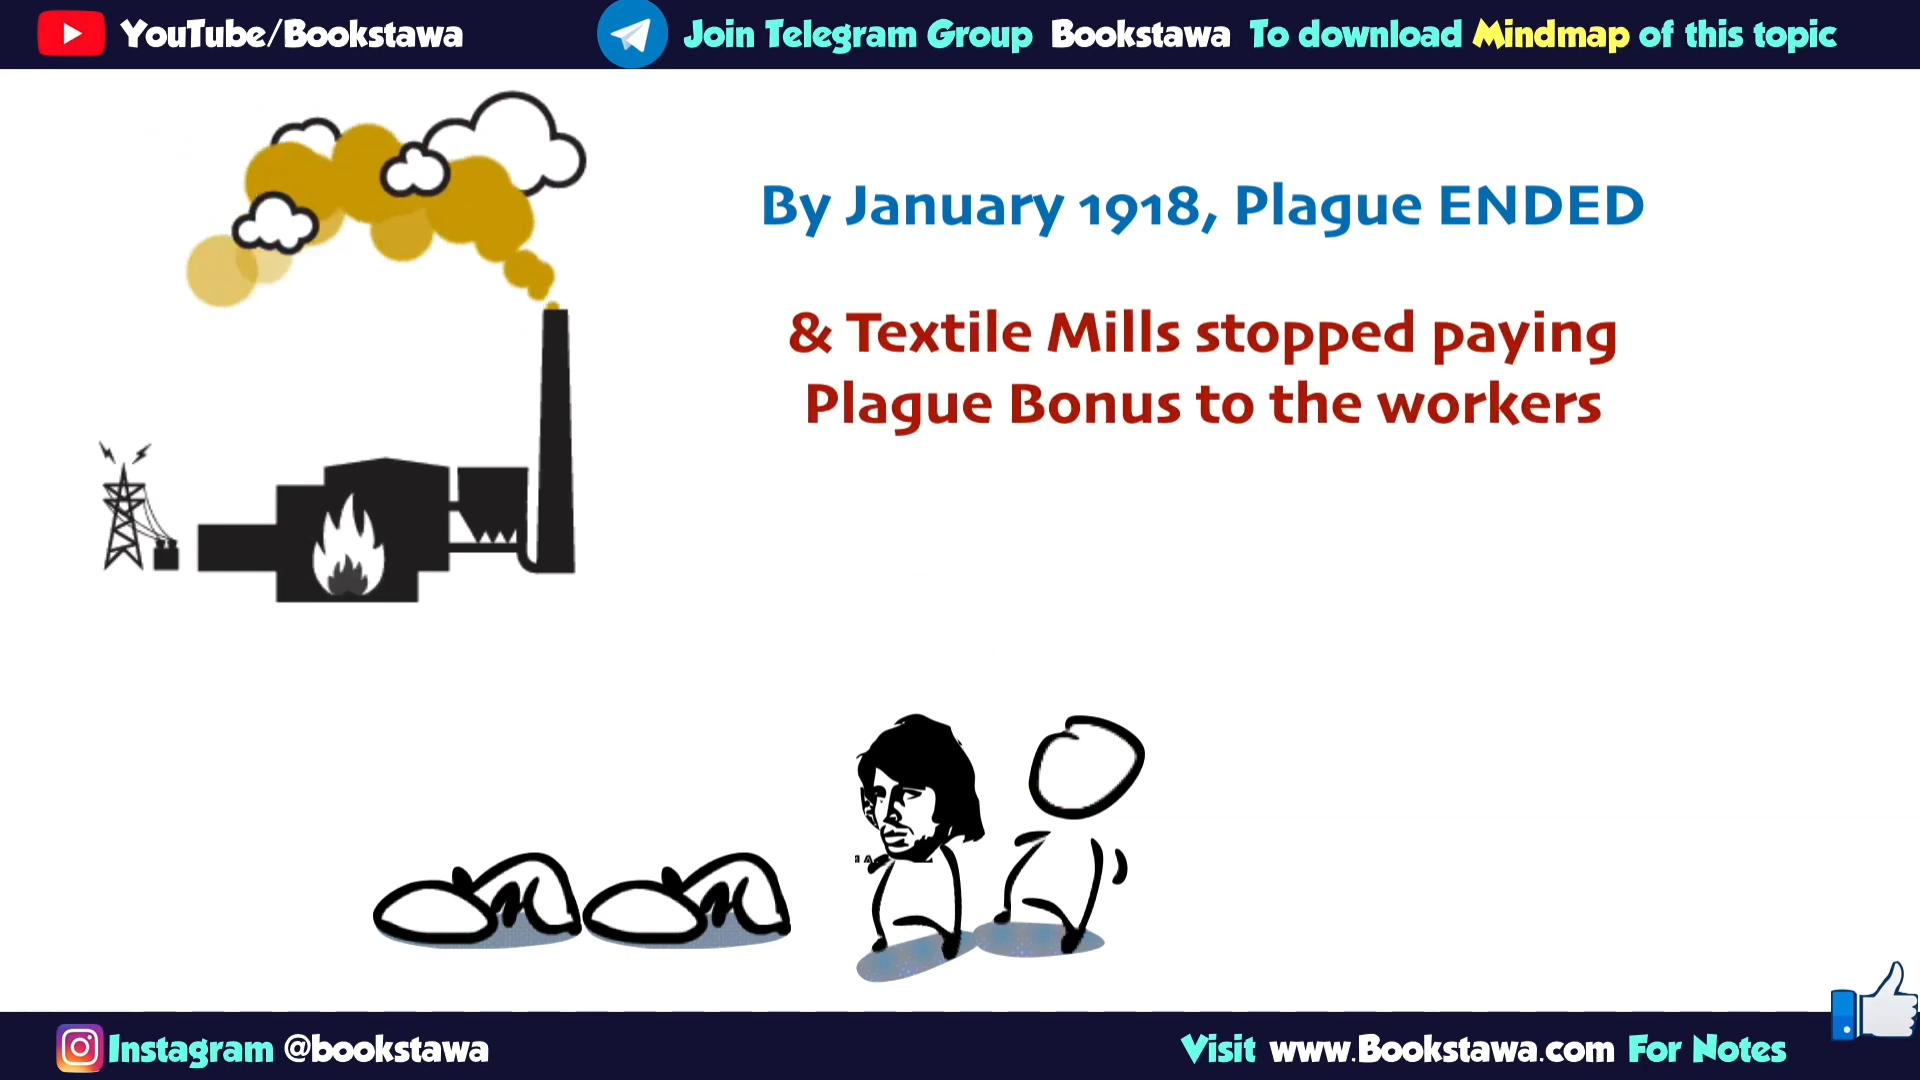 YouTube/Bookstawa
Join Telegram Group Bookstawa To download Mindmap of this topic
By January 1918, Plague ENDED
& Textile Mills stopped paying
Plague Bonus to the workers
Instagram @bookstawa
Visit www.Bookstawa.com For Notes